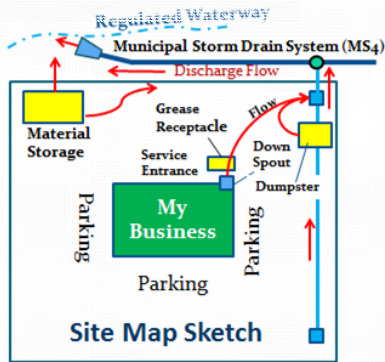 Regulated Waterway
Municipal Storm Drain System (MS4)
Discharge Flow
Material
Storage
Grease
Receptacle
Flow
Service
Entrance
Down
Spout
Dumpster
My
Business
Parking
Parking
Parking
Site Map Sketch